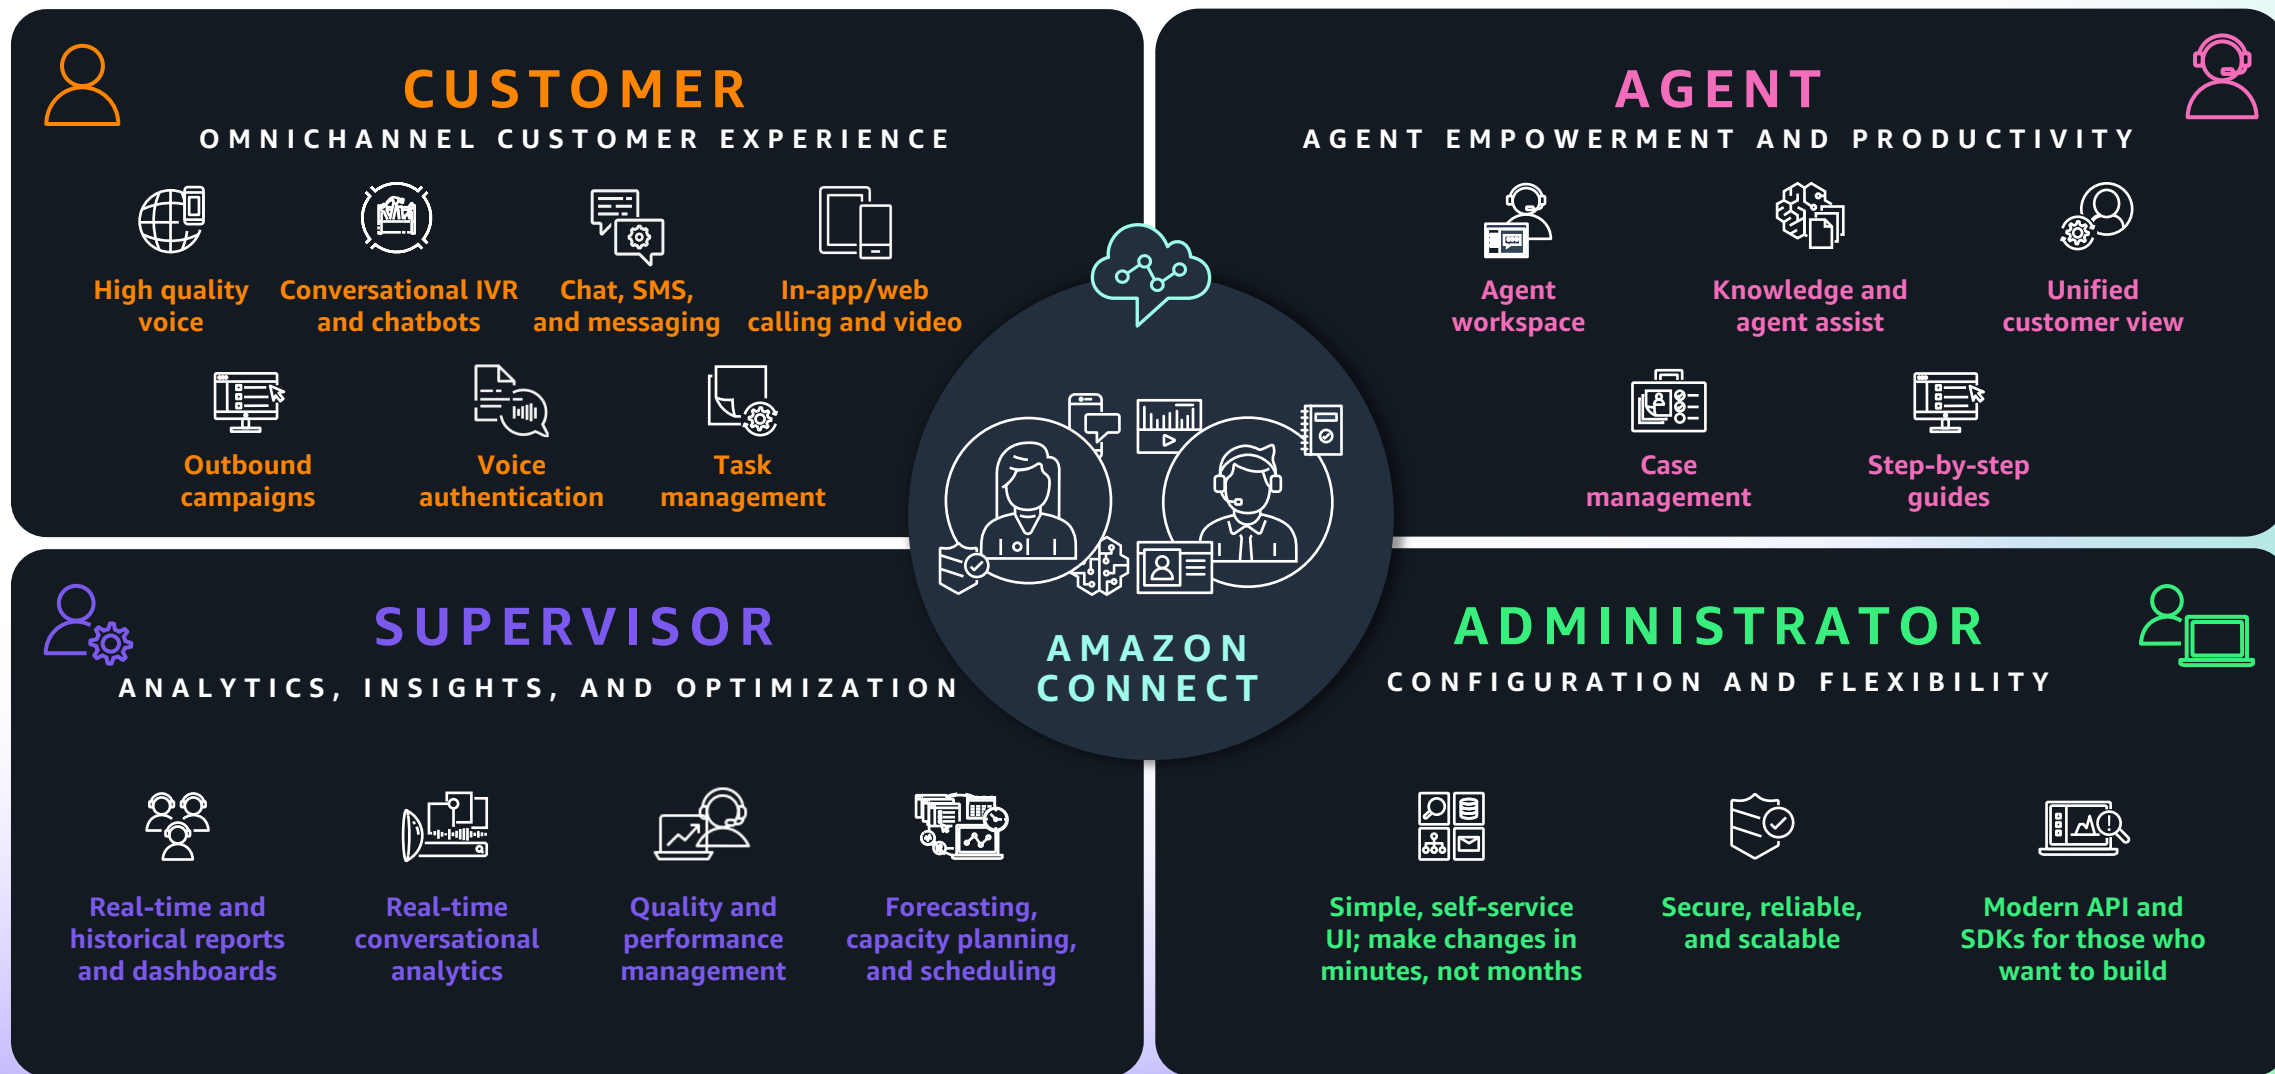 CUSTOMER
OMNICHANNEL CUSTOMER EXPERIENCE
High quality
voice
Conversational IVR
and chatbots
Chat, SMS,
and messaging
In-app/web
calling and video
Outbound
campaigns
Voice
authentication
Task
management
AGENT
AGENT EMPOWERMENT AND PRODUCTIVITY
Agent
workspace
Knowledge and
agent assist
Unified
customer view
Case
management
Step-by-step
guides
AMAZON
CONNECT
SUPERVISOR
ANALYTICS, INSIGHTS, AND OPTIMIZATION
Real-time and
historical reports
and dashboards
Real-time
conversational
analytics
Quality and
performance
management
Forecasting,
capacity planning,
and scheduling
ADMINISTRATOR
CONFIGURATION AND FLEXIBILITY
Simple, self-service
UI; make changes in
minutes, not months
Secure, reliable,
and scalable
Modern API and
SDKs for those who
want to build